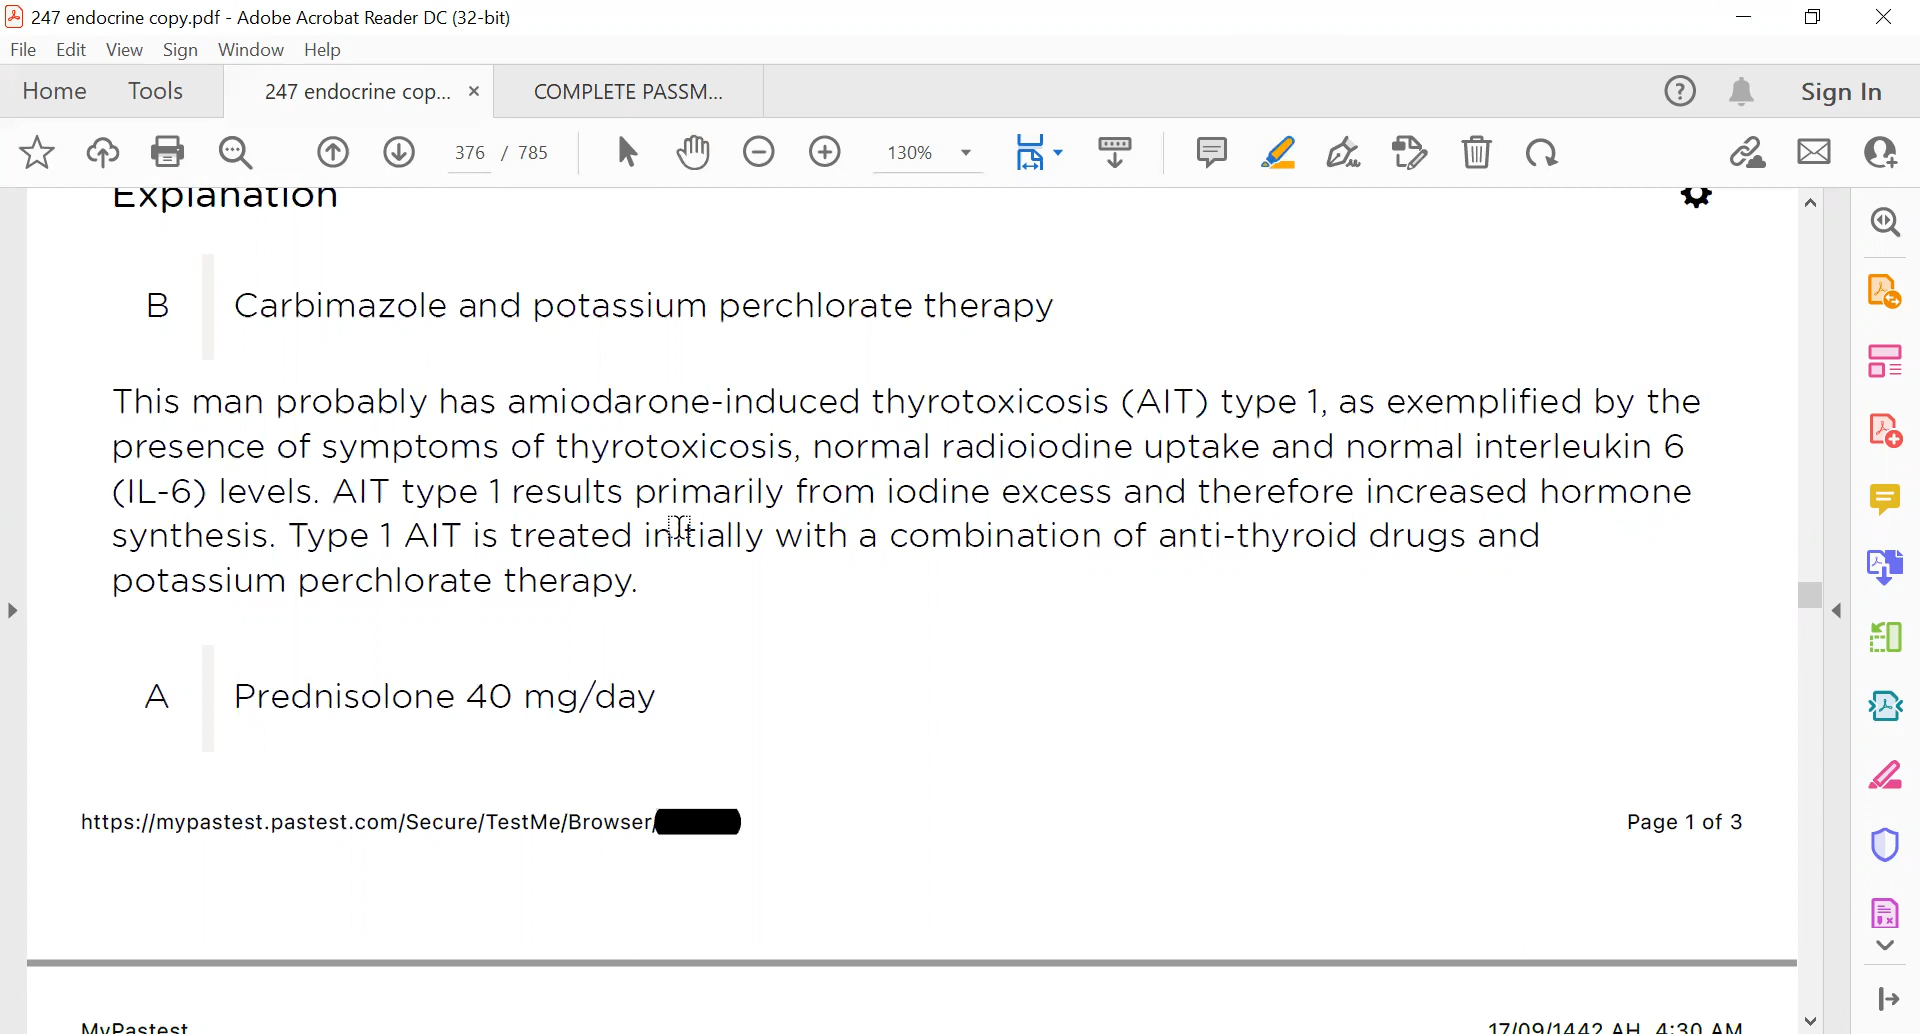 247 endocrine copy.pdf - Adobe Acrobat Reader DC (32-bit)
File Edit View Sign Window Help
Home Tools 247 endocrine cop... × COMPLETE PASSM... Sign In
376 / 785 130%
Explanation
B Carbimazole and potassium perchlorate therapy
This man probably has amiodarone-induced thyrotoxicosis (AIT) type 1, as exemplified by the
presence of symptoms of thyrotoxicosis, normal radioiodine uptake and normal interleukin 6
(IL-6) levels. AIT type 1 results primarily from iodine excess and therefore increased hormone
synthesis. Type 1 AIT is treated initially with a combination of anti-thyroid drugs and
potassium perchlorate therapy.
A Prednisolone 40 mg/day
https://mypastest.pastest.com/Secure/TestMe/Browser/ Page 1 of 3
MyPastest 17/09/1442 AH, 4:30 AM